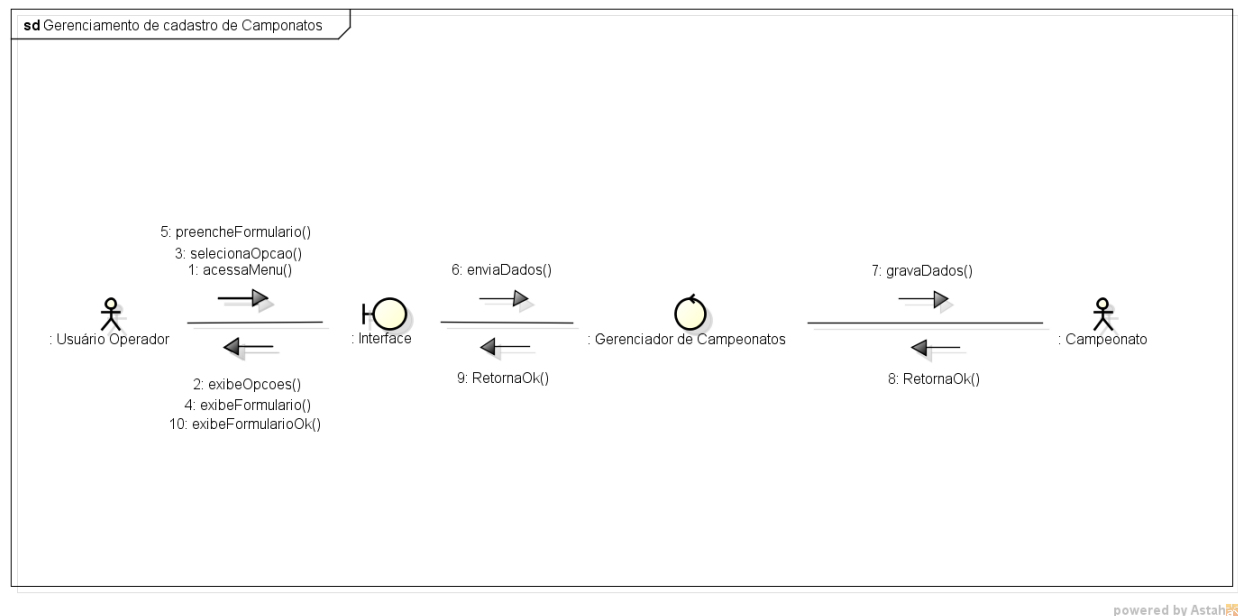 sd Gerenciamento de cadastro de Camponatos
5: preencheFormulario()
3: selecionaOpcao()
1: acessaMenu()
6: enviaDados()
7: gravaDados()
: Usuário Operador
: Interface
: Gerenciador de Campeonatos
: Campeonato
2: exibeOpcoes()
4: exibeFormulario()
10: exibeFormularioOk()
9: RetornaOk()
8: RetornaOk()
powered by Astah